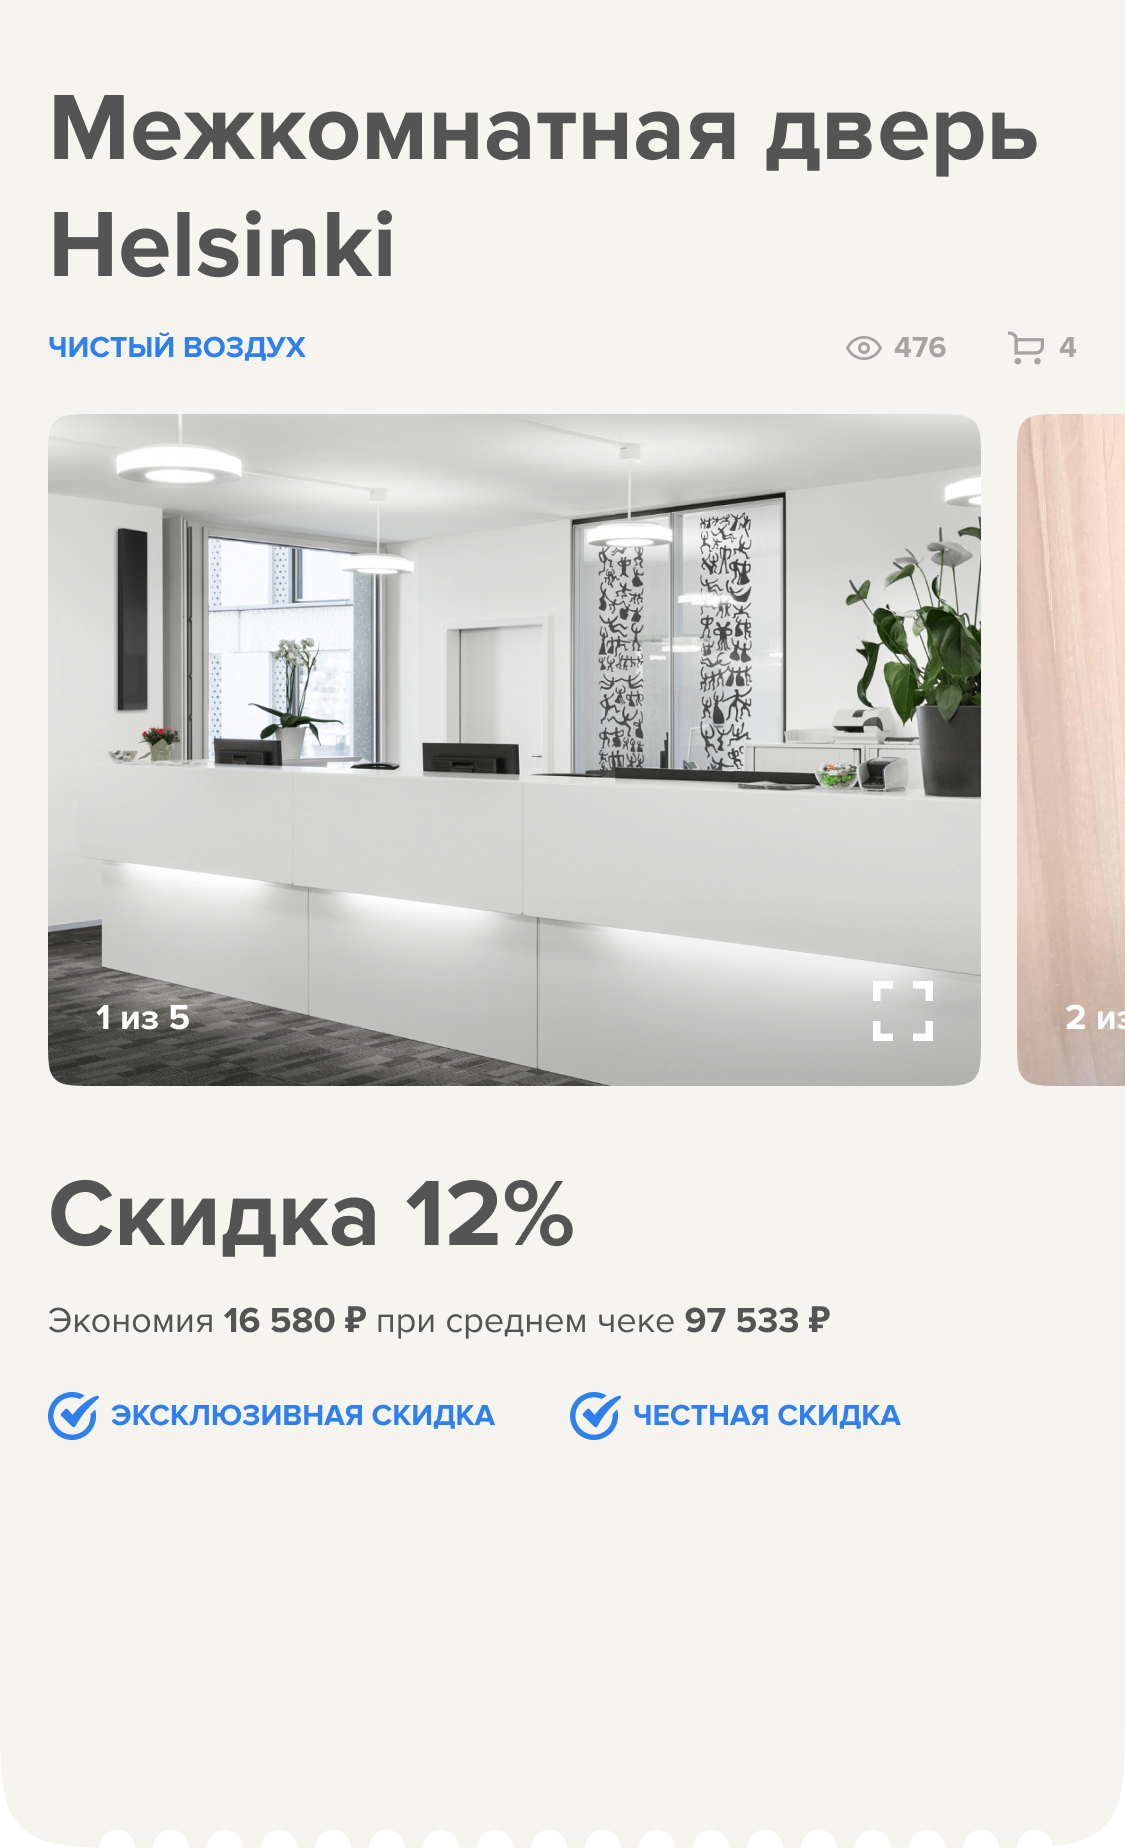 Межкомнатная дверь
Helsinki
ЧИСТЫЙ ВОЗДУХ 476 4
1 из 5
2 из
Скидка 12%
Экономия 16 580 ₽ при среднем чеке 97 533 ₽
ЭКСКЛЮЗИВНАЯ СКИДКА ЧЕСТНАЯ СКИДКА